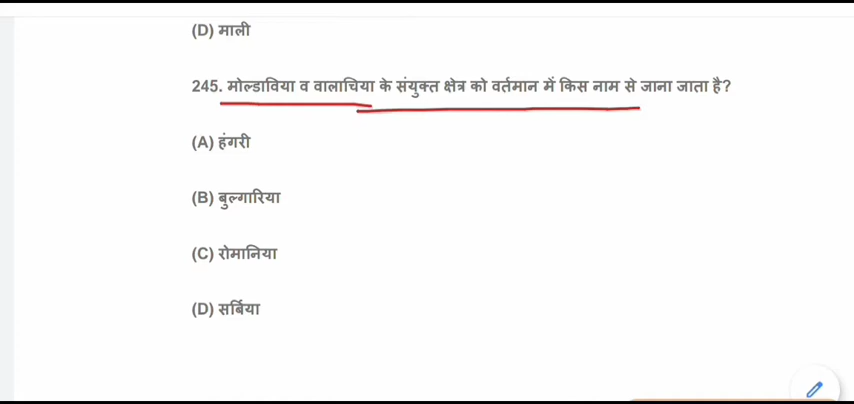 (D) माली
245. मोल्डाविया व वालाचिया के संयुक्त क्षेत्र को वर्तमान में किस नाम से जाना जाता है?
(A) हंगरी
(B) बुल्गारिया
(C) रोमानिया
(D) सर्बिया